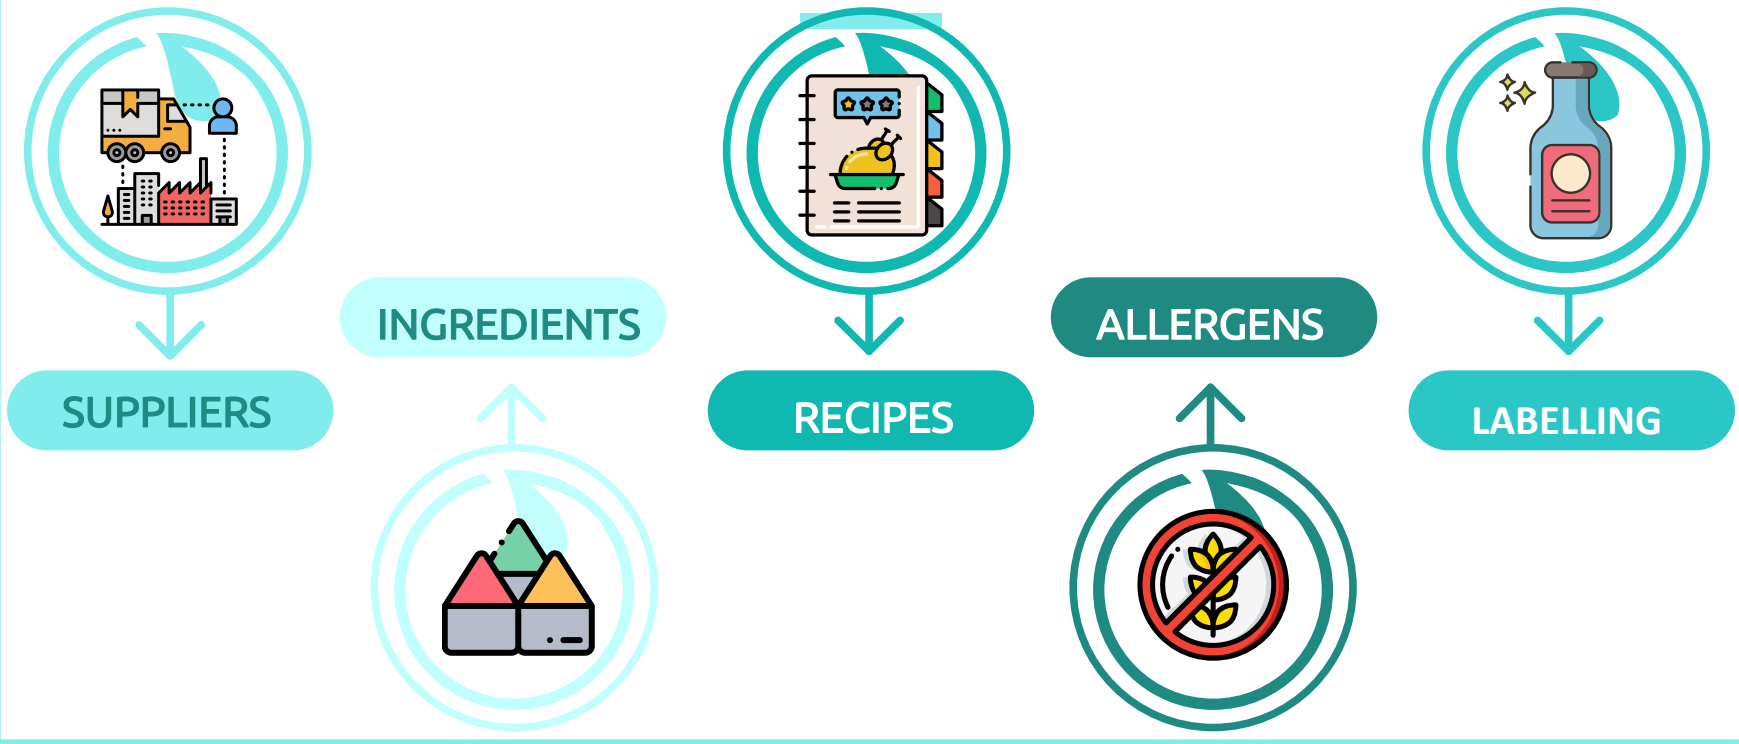 SUPPLIERS
INGREDIENTS
RECIPES
ALLERGENS
LABELLING